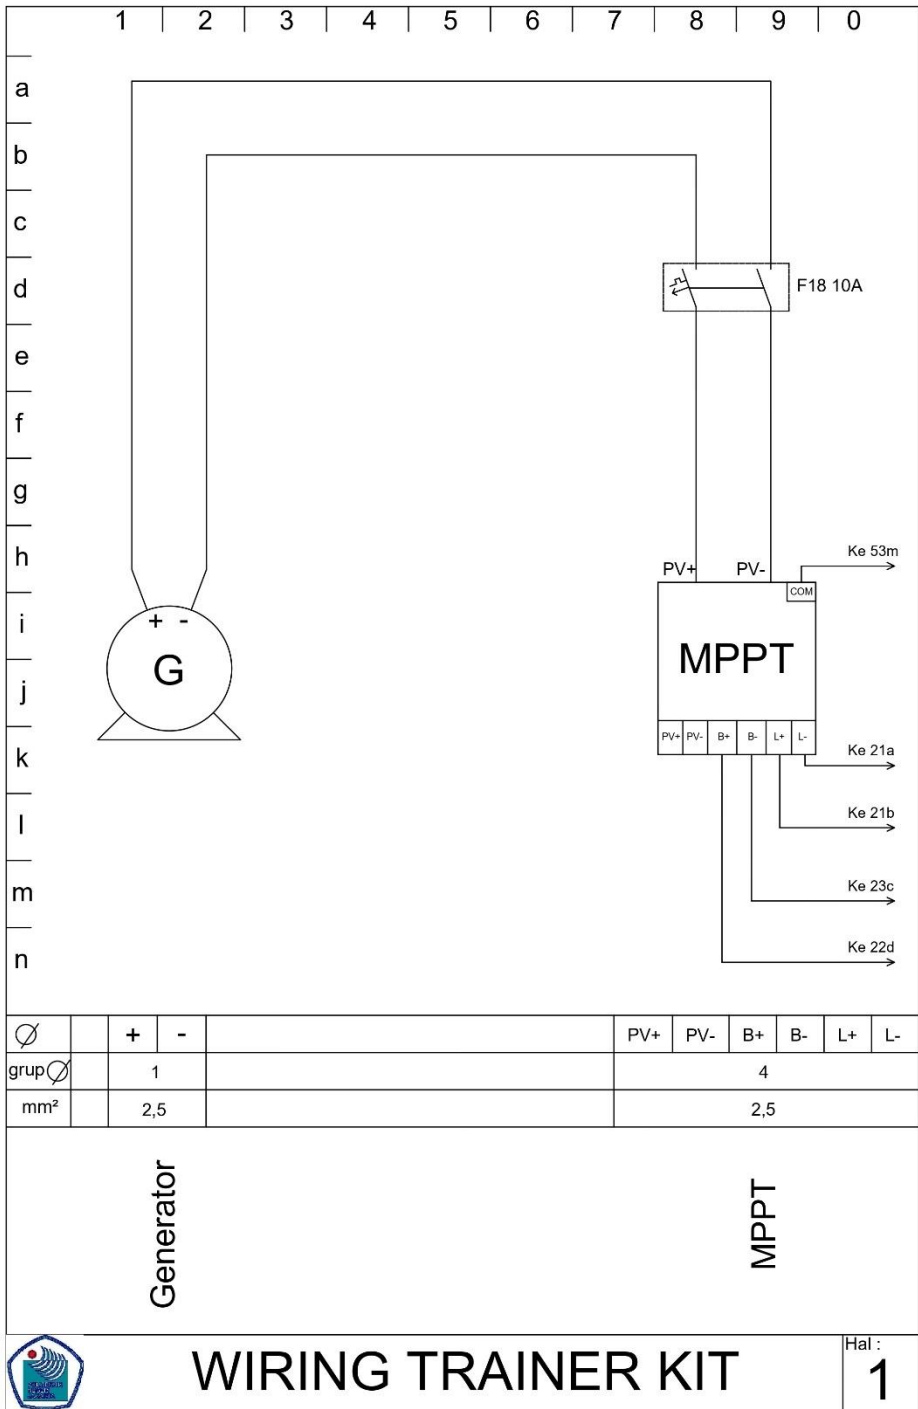 1 2 3 4 5 6 7 8 9 0
a
b
c
d
F18 10A
e
f
g
h
Ke 53m
PV+ PV-
COM
i
+ -
MPPT
G
j
PV+ PV- B+ B- L+ L-
k
Ke 21a
l
Ke 21b
m
Ke 23c
n
Ke 22d
∅ + - PV+ PV- B+ B- L+ L-
grup∅ 1 4
mm² 2,5 2,5
Generator
MPPT
WIRING TRAINER KIT
Hal :
1